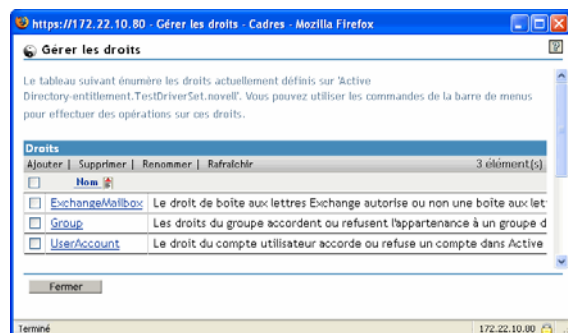 https://172.22.10.80 - Gérer les droits - Cadres - Mozilla Firefox
Gérer les droits
Le tableau suivant énumère les droits actuellement définis sur 'Active
Directory-entitlement.TestDriverSet.novell'. Vous pouvez utiliser les commandes de la barre de menus
pour effectuer des opérations sur ces droits.
Droits
Ajouter | Supprimer | Renommer | Rafraîchir 3 élément(s)
Nom
ExchangeMailbox Le droit de boîte aux lettres Exchange autorise ou non une boîte aux let
Group Les droits du groupe accordent ou refusent l'appartenance à un groupe d
UserAccount Le droit du compte utilisateur accorde ou refuse un compte dans Active
Fermer
Terminé 172.22.10.80